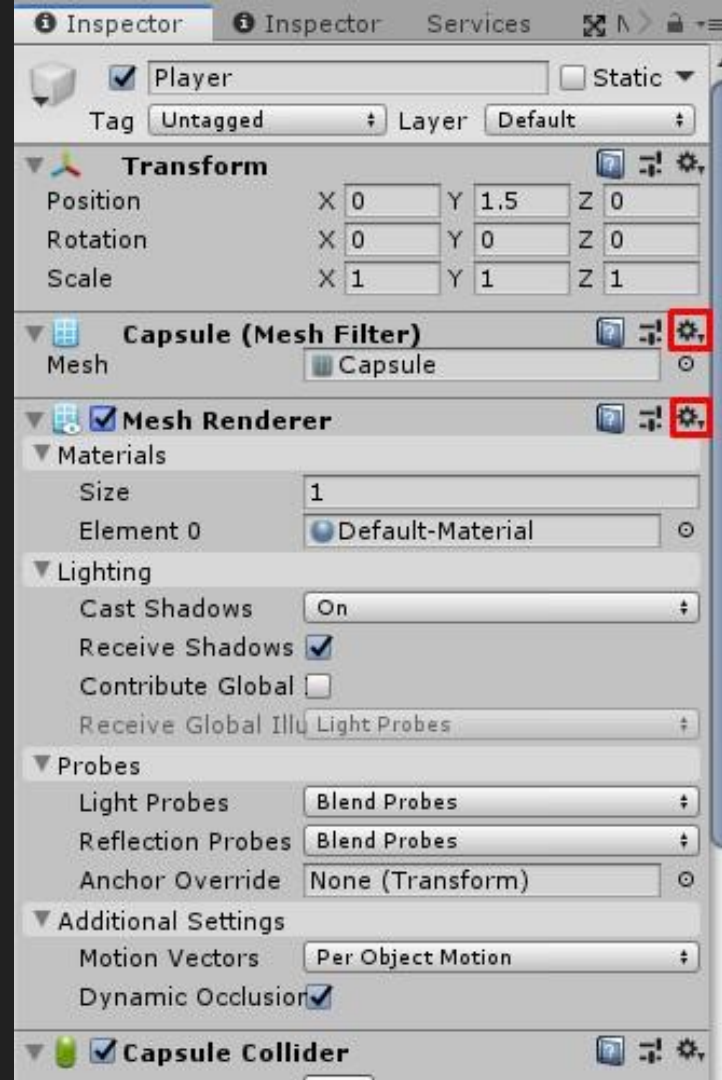 Inspector Inspector Services
Player Static
Tag Untagged Layer Default
Transform
Position X 0 Y 1.5 Z 0
Rotation X 0 Y 0 Z 0
Scale X 1 Y 1 Z 1
Capsule (Mesh Filter)
Mesh Capsule
Mesh Renderer
Materials
Size 1
Element 0 Default-Material
Lighting
Cast Shadows On
Receive Shadows
Contribute Global
Receive Global Illu Light Probes
Probes
Light Probes Blend Probes
Reflection Probes Blend Probes
Anchor Override None (Transform)
Additional Settings
Motion Vectors Per Object Motion
Dynamic Occlusion
Capsule Collider